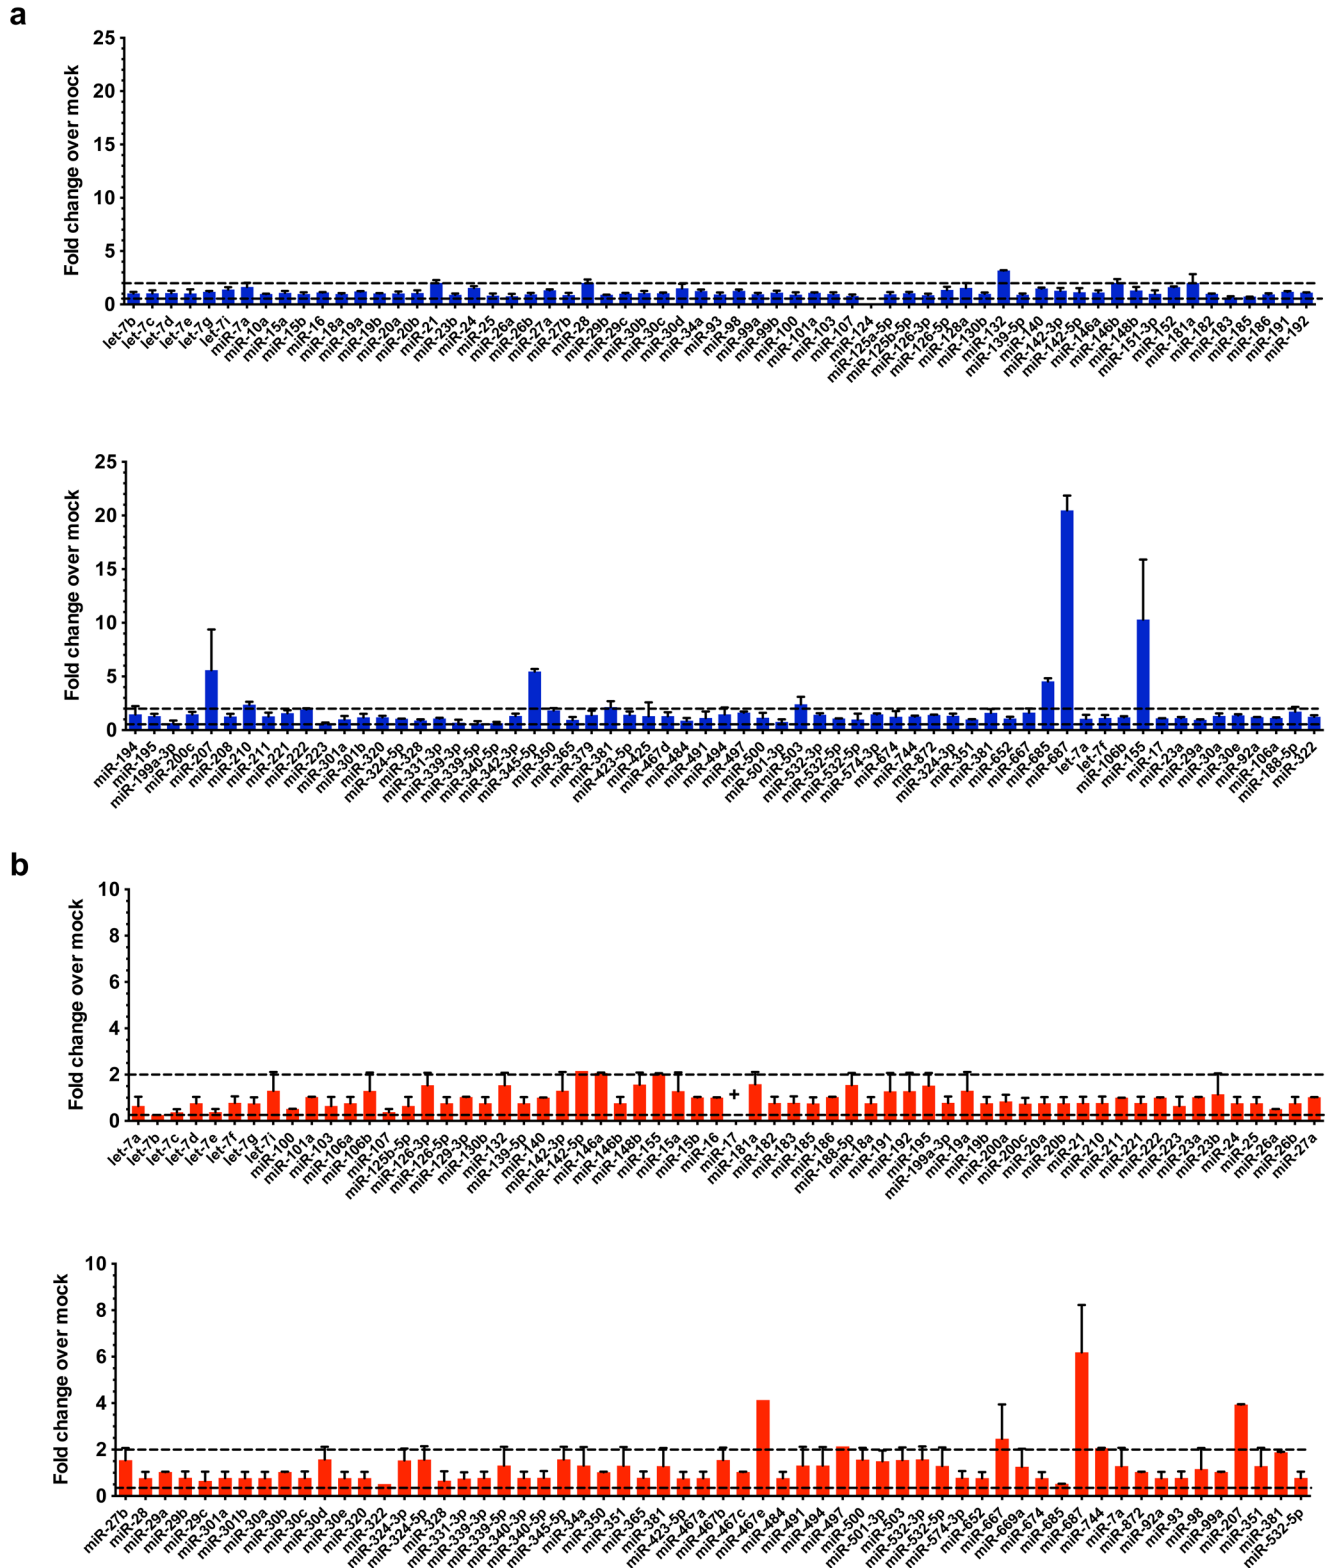 a
Fold change over mock
25
20
15
10
5
0
let-7b let-7c let-7d let-7e let-7g let-7i miR-7a miR-10a miR-15a miR-15b miR-16 miR-18a miR-19a miR-19b miR-20a miR-20b miR-21 miR-23b miR-24 miR-25 miR-26a miR-26b miR-27a miR-27b miR-28 miR-29b miR-29c miR-30b miR-30c miR-30d miR-34a miR-93 miR-98 miR-99a miR-99b miR-100 miR-101a miR-103 miR-107 miR-124 miR-125a-5p miR-125b-5p miR-126-3p miR-126-5p miR-128a miR-130b miR-132 miR-139-5p miR-140 miR-142-3p miR-142-5p miR-146a miR-146b miR-148b miR-151-3p miR-152 miR-181a miR-182 miR-183 miR-185 miR-186 miR-191 miR-192
Fold change over mock
25
20
15
10
5
0
miR-194 miR-195 miR-199a-3p miR-200c miR-207 miR-208 miR-210 miR-211 miR-221 miR-222 miR-223 miR-301a miR-301b miR-320 miR-324-5p miR-328 miR-331-3p miR-339-3p miR-339-5p miR-340-5p miR-342-3p miR-345-5p miR-350 miR-365 miR-379 miR-381 miR-423-5p miR-425 miR-467d miR-484 miR-491 miR-494 miR-497 miR-500 miR-501-3p miR-503 miR-532-3p miR-532-5p miR-532-5p miR-574-3p miR-674 miR-744 miR-872 miR-324-3p miR-351 miR-381 miR-652 miR-667 miR-685 miR-687 let-7a let-7f miR-106b miR-155 miR-17 miR-23a miR-29a miR-30a miR-30e miR-92a miR-106a miR-188-5p miR-322
b
Fold change over mock
10
8
6
4
2
0
+
let-7a let-7b let-7c let-7d let-7e let-7f let-7g let-7i miR-100 miR-101a miR-103 miR-106a miR-106b miR-107 miR-125b-5p miR-126-3p miR-126-5p miR-129-3p miR-130b miR-132 miR-139-5p miR-140 miR-142-3p miR-142-5p miR-146a miR-146b miR-148b miR-155 miR-15a miR-15b miR-16 miR-17 miR-181a miR-182 miR-183 miR-185 miR-186 miR-188-5p miR-18a miR-191 miR-192 miR-195 miR-199a-3p miR-19a miR-19b miR-200a miR-200c miR-20a miR-20b miR-21 miR-210 miR-211 miR-221 miR-222 miR-223 miR-23a miR-23b miR-24 miR-25 miR-26a miR-26b miR-27a
Fold change over mock
10
8
6
4
2
0
miR-27b miR-28 miR-29a miR-29b miR-29c miR-301a miR-301b miR-30a miR-30b miR-30c miR-30d miR-30e miR-320 miR-322 miR-324-3p miR-324-5p miR-328 miR-331-3p miR-339-3p miR-339-5p miR-340-3p miR-340-5p miR-345-5p miR-34a miR-350 miR-351 miR-365 miR-381 miR-423-5p miR-467a miR-467b miR-467c miR-467e miR-484 miR-491 miR-494 miR-497 miR-500 miR-501-3p miR-503 miR-532-3p miR-532-5p miR-574-3p miR-652 miR-667 miR-669a miR-674 miR-685 miR-687 miR-744 miR-7a miR-872 miR-92a miR-93 miR-98 miR-99a miR-207 miR-351 miR-381 miR-532-5p